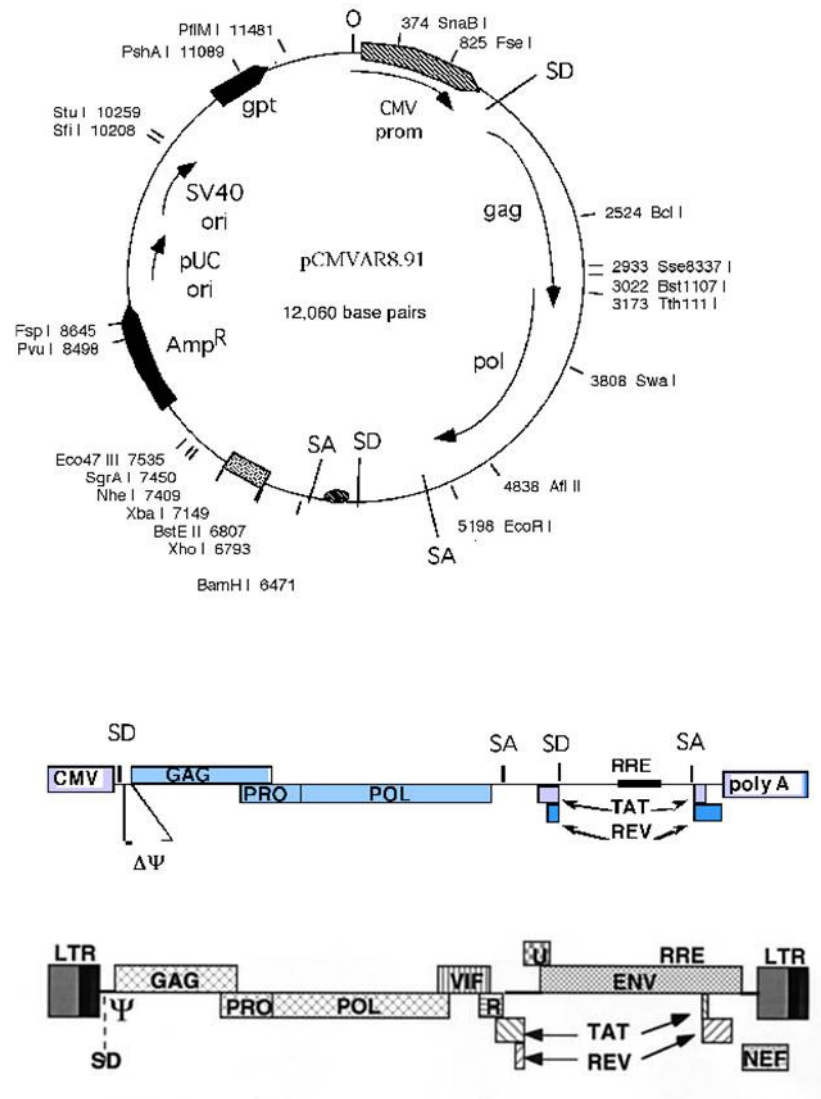 PflM I 11481
O
374 SnaB I
PshA I 11089
825 Fse I
SD
gpt
CMV
prom
Stu I 10259
Sfi I 10208
SV40
ori
gag
2524 Bcl I
pUC
ori
pCMVΔR8.91
2933 Sse8337 I
3022 Bst1107 I
3173 Tth111 I
12,060 base pairs
Fsp I 8645
Pvu I 8498
AmpR
pol
3808 Swa I
SA
SD
Eco47 III 7535
SgrA I 7450
Nhe I 7409
Xba I 7149
BstE II 6807
Xho I 6793
BamH I 6471
4838 Afl II
5198 EcoR I
SA
SD
SA
SD
SA
RRE
CMV
GAG
poly A
PRO
POL
TAT
REV
ΔΨ
LTR
U
RRE
LTR
GAG
VIF
ENV
Ψ
PRO
POL
R
TAT
SD
REV
NEF